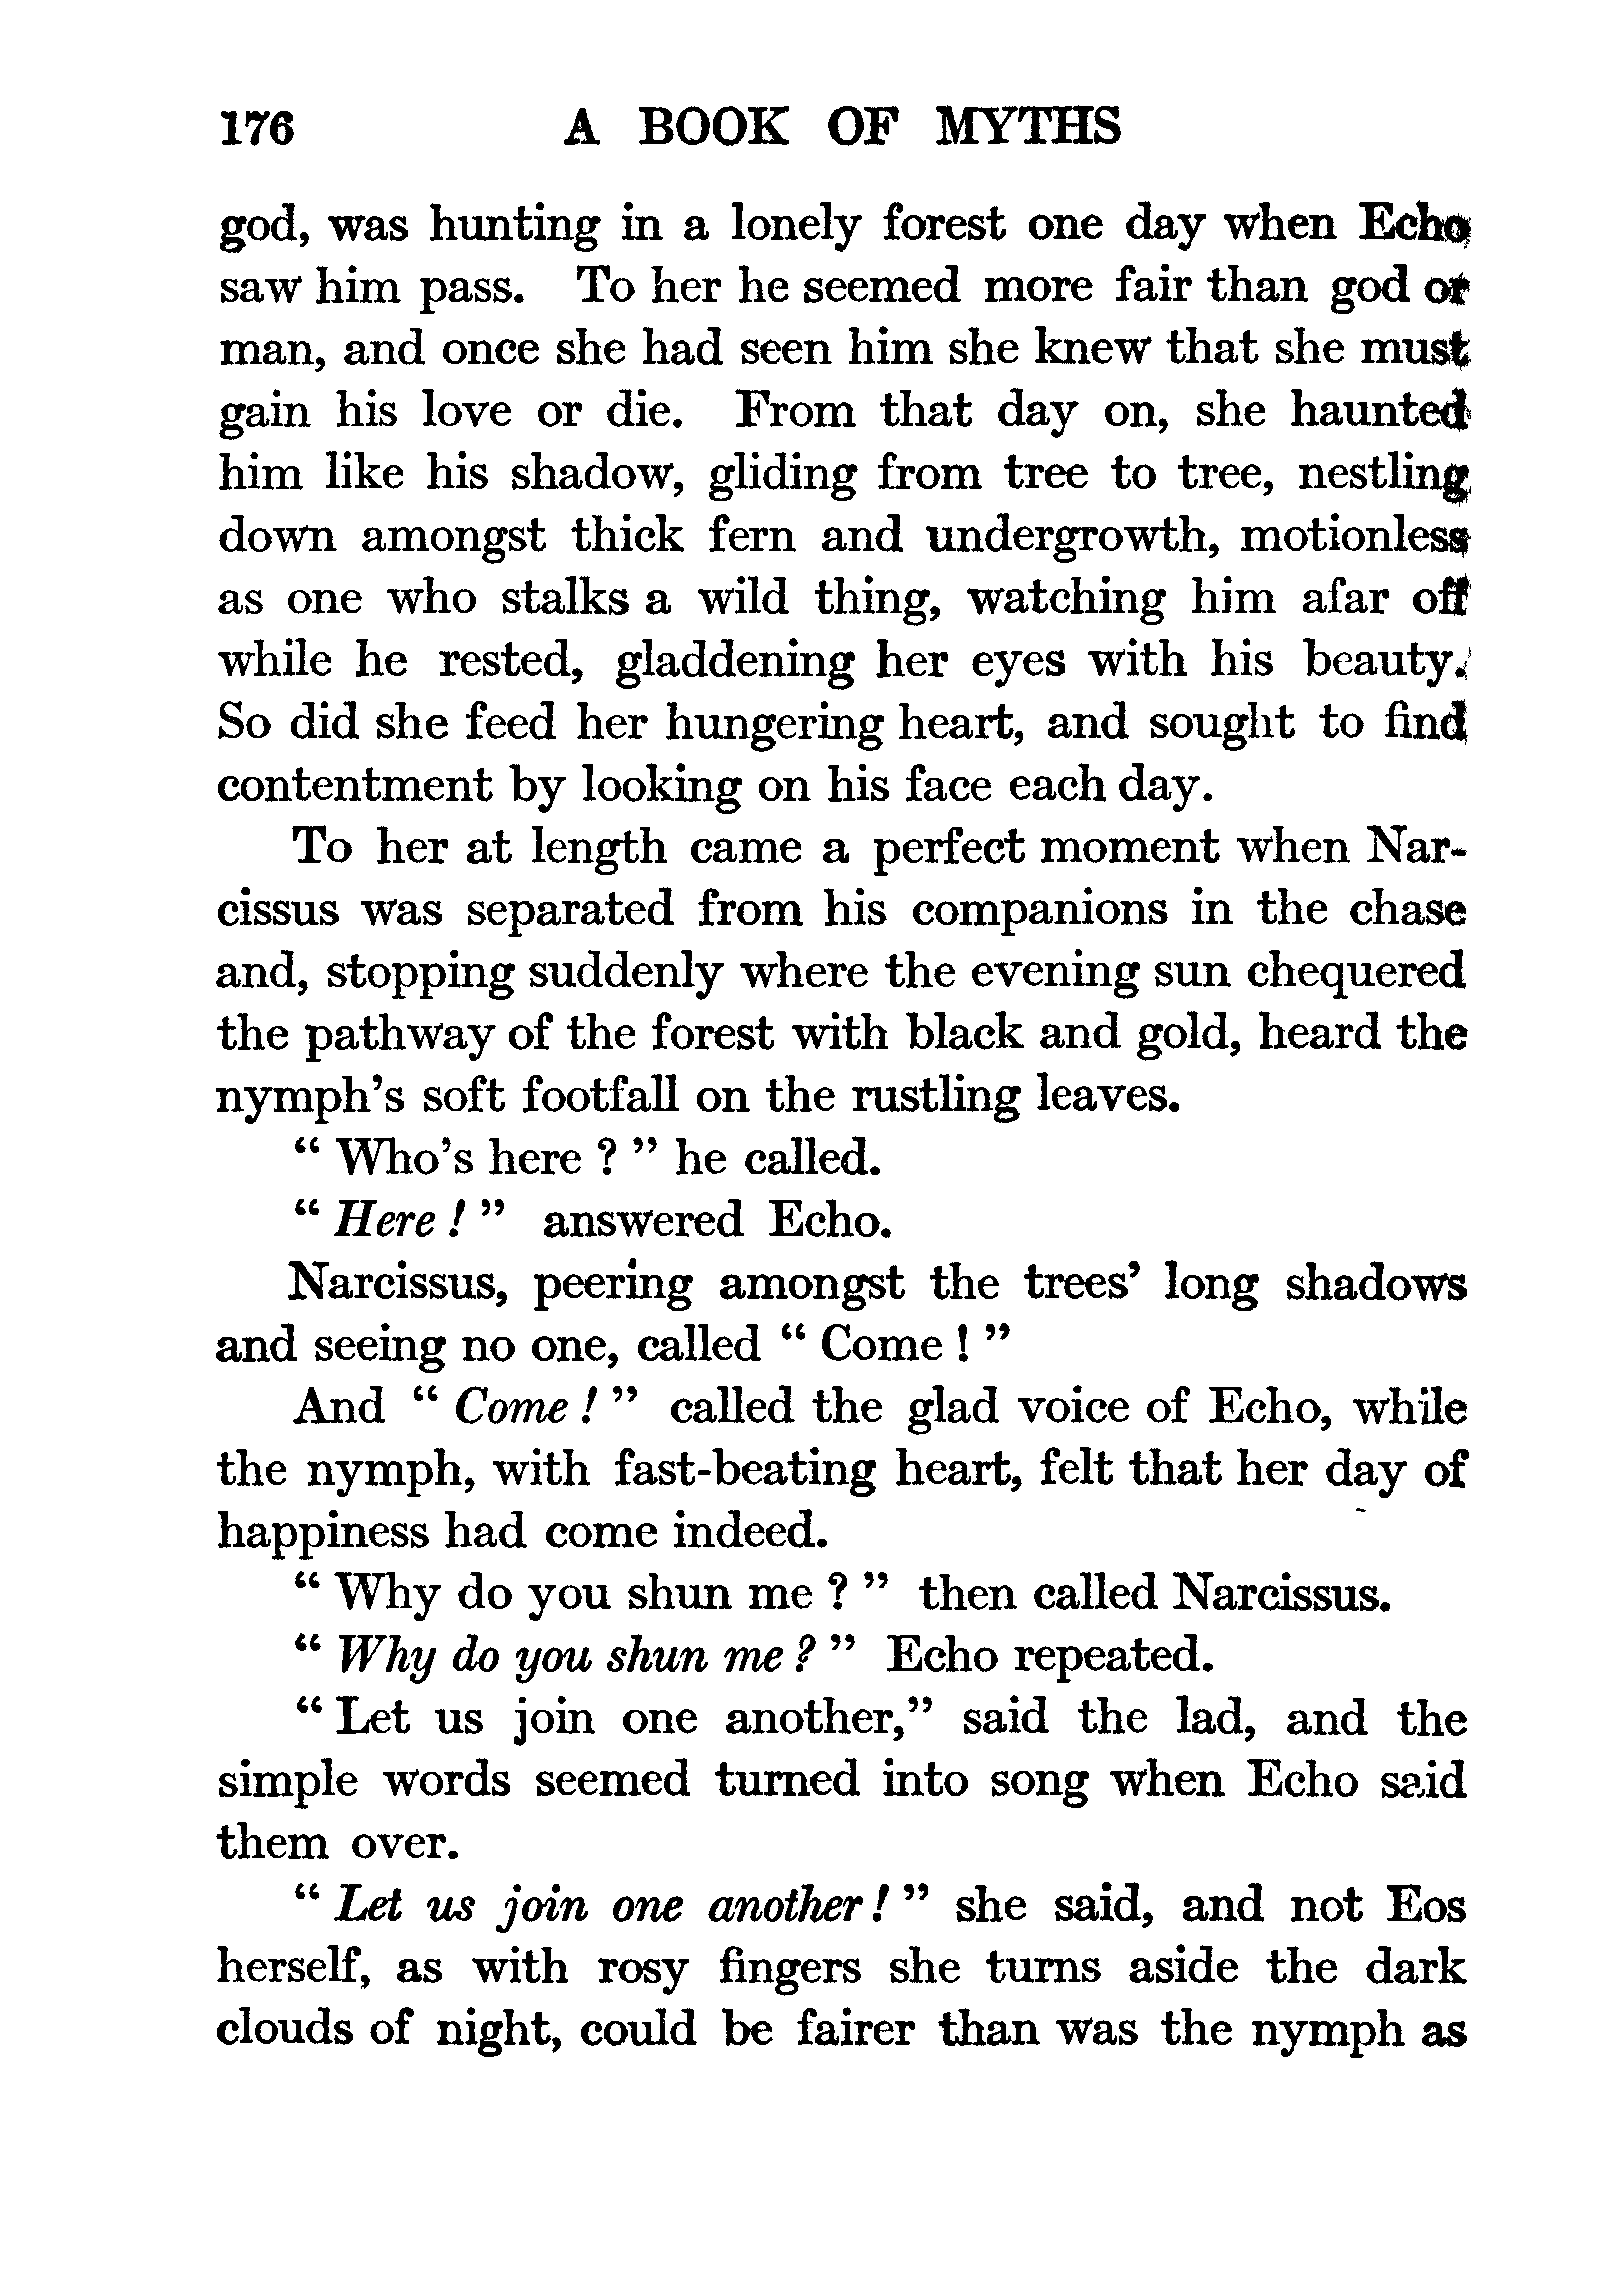 176 A BOOK OF MYTHS
god, was hunting in a lonely forest one day when Echo
saw him pass. To her he seemed more fair than god or
man, and once she had seen him she knew that she must
gain his love or die. From that day on, she haunted
him like his shadow, gliding from tree to tree, nestling
down amongst thick fern and undergrowth, motionless
as one who stalks a wild thing, watching him afar off
while he rested, gladdening her eyes with his beauty.
So did she feed her hungering heart, and sought to find
contentment by looking on his face each day.
To her at length came a perfect moment when Nar-
cissus was separated from his companions in the chase
and, stopping suddenly where the evening sun chequered
the pathway of the forest with black and gold, heard the
nymph's soft footfall on the rustling leaves.
“ Who's here ? ” he called.
“ Here ! ” answered Echo.
Narcissus, peering amongst the trees' long shadows
and seeing no one, called “ Come ! ”
And “ Come ! ” called the glad voice of Echo, while
the nymph, with fast-beating heart, felt that her day of
happiness had come indeed.
“ Why do you shun me ? ” then called Narcissus.
“ Why do you shun me ? ” Echo repeated.
“ Let us join one another,” said the lad, and the
simple words seemed turned into song when Echo said
them over.
“ Let us join one another ! ” she said, and not Eos
herself, as with rosy fingers she turns aside the dark
clouds of night, could be fairer than was the nymph as